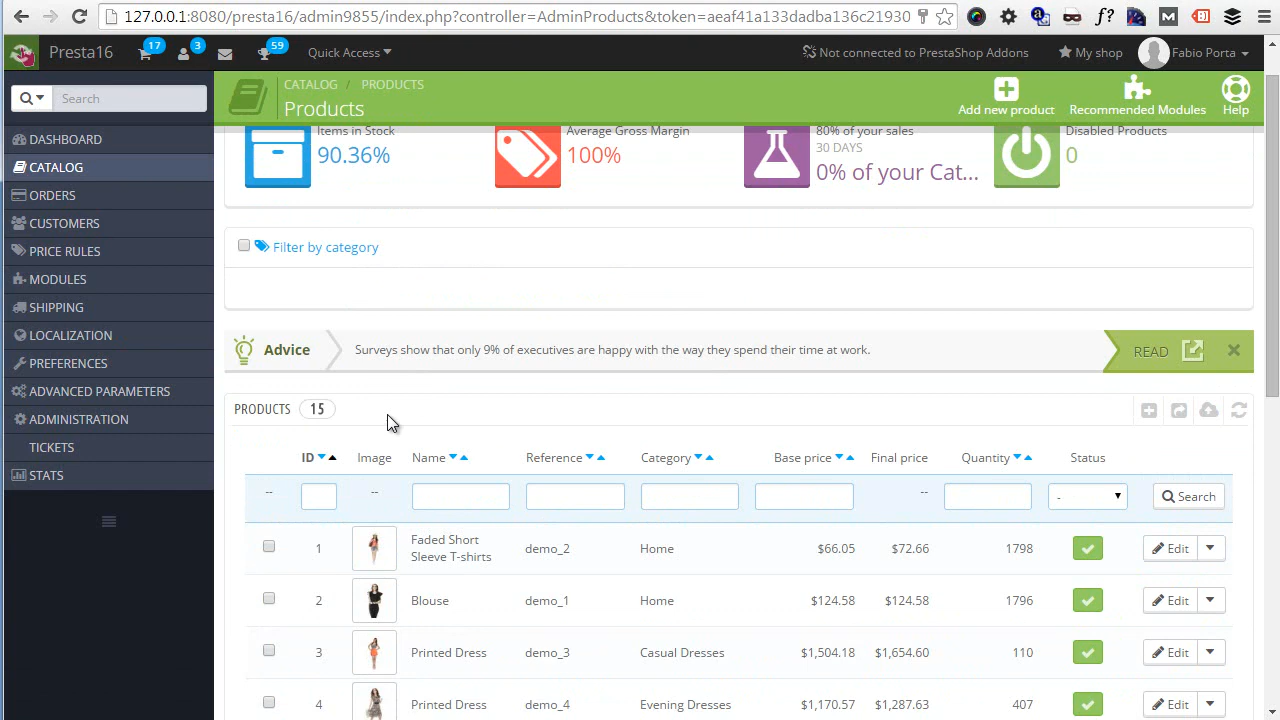 127.0.0.1:8080/presta16/admin9855/index.php?controller=AdminProducts&token=aeaf41a133dadba136c21930
Presta16 17 3 59 Quick Access Not connected to PrestaShop Addons My shop Fabio Porta
Search
CATALOG / PRODUCTS
Products
Add new product Recommended Modules Help
DASHBOARD
CATALOG
ORDERS
CUSTOMERS
PRICE RULES
MODULES
SHIPPING
LOCALIZATION
PREFERENCES
ADVANCED PARAMETERS
ADMINISTRATION
TICKETS
STATS
Items in Stock
90.36%
Average Gross Margin
100%
80% of your sales
30 DAYS
0% of your Cat...
Disabled Products
0
Filter by category
Advice Surveys show that only 9% of executives are happy with the way they spend their time at work. READ
PRODUCTS 15
ID Image Name Reference Category Base price Final price Quantity Status
-- -- -- - Search
1 Faded Short Sleeve T-shirts demo_2 Home $66.05 $72.66 1798 Edit
2 Blouse demo_1 Home $124.58 $124.58 1796 Edit
3 Printed Dress demo_3 Casual Dresses $1,504.18 $1,654.60 110 Edit
4 Printed Dress demo_4 Evening Dresses $1,170.57 $1,287.63 407 Edit